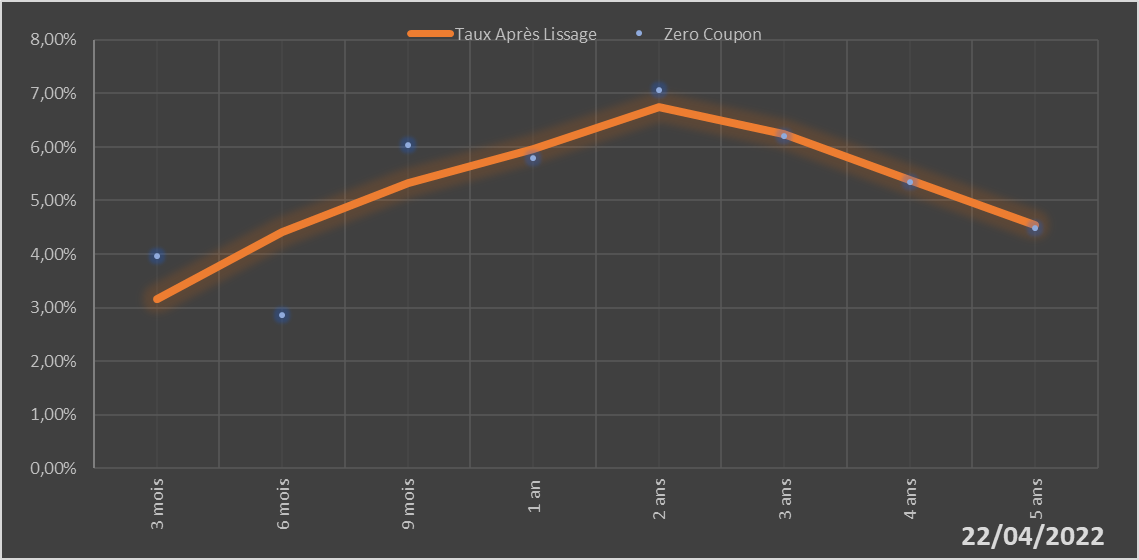 Taux Après Lissage
Zero Coupon
8,00%
7,00%
6,00%
5,00%
4,00%
3,00%
2,00%
1,00%
0,00%
3 mois
6 mois
9 mois
1 an
2 ans
3 ans
4 ans
5 ans
22/04/2022